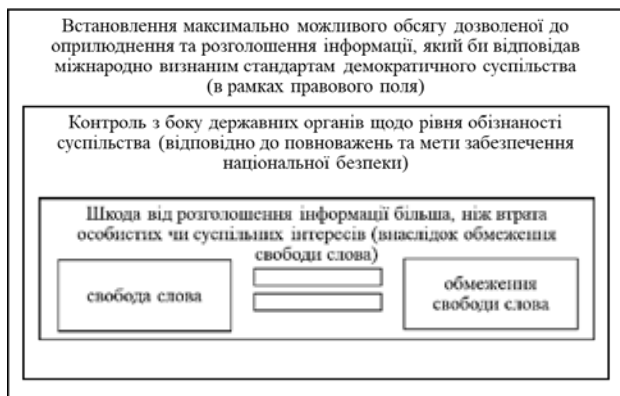 Встановлення максимально можливого обсягу дозволеної до
оприлюднення та розголошення інформації, який би відповідав
міжнародно визнаним стандартам демократичного суспільства
(в рамках правового поля)
Контроль з боку державних органів щодо рівня обізнаності
суспільства (відповідно до повноважень та мети забезпечення
національної безпеки)
Шкода від розголошення інформації більша, ніж втрата
особистих чи суспільних інтересів (внаслідок обмеження
свободи слова)
свобода слова
обмеження
свободи слова